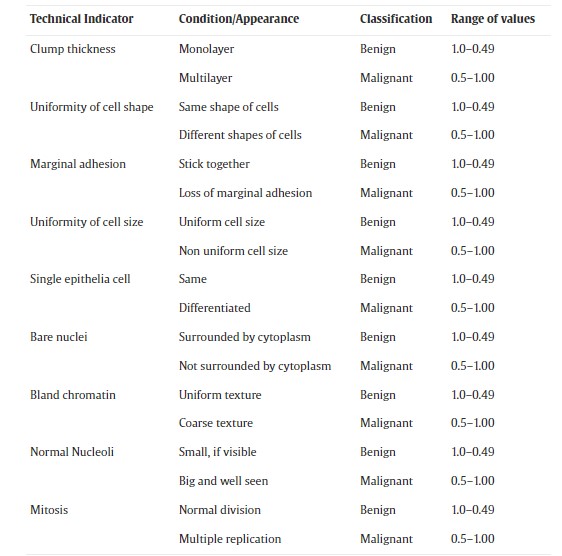 Technical Indicator Condition/Appearance Classification Range of values
Clump thickness Monolayer Benign 1.0–0.49
Multilayer Malignant 0.5–1.00
Uniformity of cell shape Same shape of cells Benign 1.0–0.49
Different shapes of cells Malignant 0.5–1.00
Marginal adhesion Stick together Benign 1.0–0.49
Loss of marginal adhesion Malignant 0.5–1.00
Uniformity of cell size Uniform cell size Benign 1.0–0.49
Non uniform cell size Malignant 0.5–1.00
Single epithelia cell Same Benign 1.0–0.49
Differentiated Malignant 0.5–1.00
Bare nuclei Surrounded by cytoplasm Benign 1.0–0.49
Not surrounded by cytoplasm Malignant 0.5–1.00
Bland chromatin Uniform texture Benign 1.0–0.49
Coarse texture Malignant 0.5–1.00
Normal Nucleoli Small, if visible Benign 1.0–0.49
Big and well seen Malignant 0.5–1.00
Mitosis Normal division Benign 1.0–0.49
Multiple replication Malignant 0.5–1.00